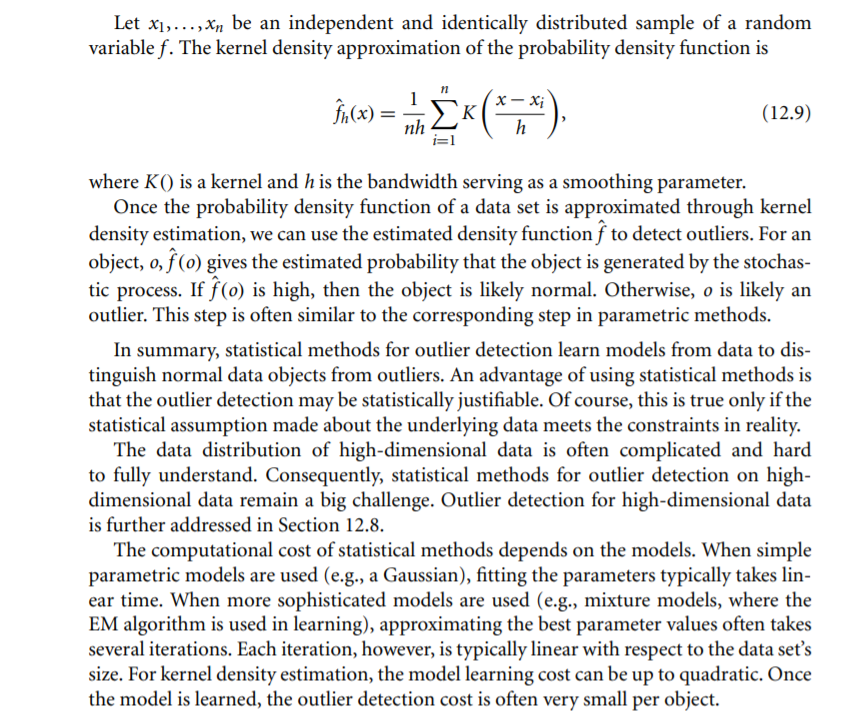 Let x1,...,xn be an independent and identically distributed sample of a random
variable f. The kernel density approximation of the probability density function is
f̂h(x) = 1/nh ∑ i=1 n K((x − xi)/h), (12.9)
where K() is a kernel and h is the bandwidth serving as a smoothing parameter.
Once the probability density function of a data set is approximated through kernel
density estimation, we can use the estimated density function f̂ to detect outliers. For an
object, o, f̂(o) gives the estimated probability that the object is generated by the stochas-
tic process. If f̂(o) is high, then the object is likely normal. Otherwise, o is likely an
outlier. This step is often similar to the corresponding step in parametric methods.
In summary, statistical methods for outlier detection learn models from data to dis-
tinguish normal data objects from outliers. An advantage of using statistical methods is
that the outlier detection may be statistically justifiable. Of course, this is true only if the
statistical assumption made about the underlying data meets the constraints in reality.
The data distribution of high-dimensional data is often complicated and hard
to fully understand. Consequently, statistical methods for outlier detection on high-
dimensional data remain a big challenge. Outlier detection for high-dimensional data
is further addressed in Section 12.8.
The computational cost of statistical methods depends on the models. When simple
parametric models are used (e.g., a Gaussian), fitting the parameters typically takes lin-
ear time. When more sophisticated models are used (e.g., mixture models, where the
EM algorithm is used in learning), approximating the best parameter values often takes
several iterations. Each iteration, however, is typically linear with respect to the data set's
size. For kernel density estimation, the model learning cost can be up to quadratic. Once
the model is learned, the outlier detection cost is often very small per object.